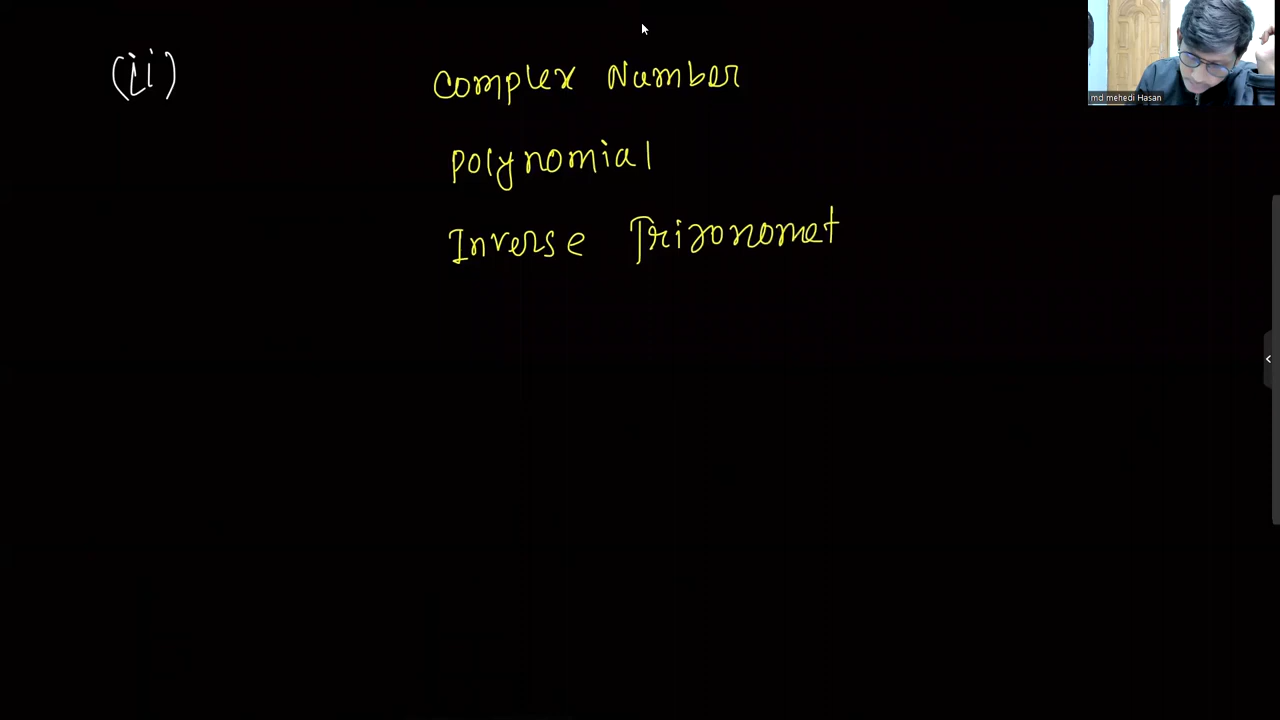 (ii) Complex Number
Polynomial
Inverse Trigonomet
md mehedi Hasan